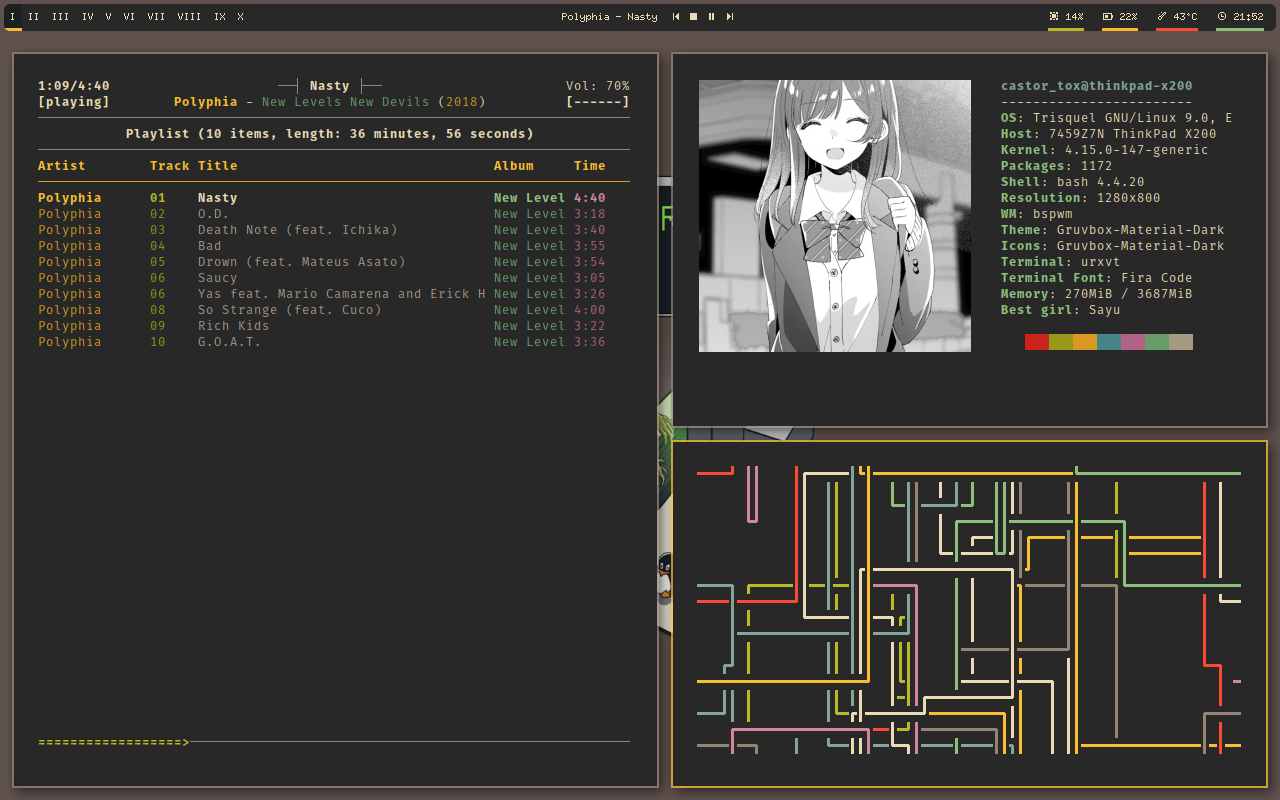 I II III IV V VI VII VIII IX X
Polyphia - Nasty
14% 22% 43°C 21:52
1:09/4:40 Nasty Vol: 70%
[playing] Polyphia - New Levels New Devils (2018) [------]
Playlist (10 items, length: 36 minutes, 56 seconds)
Artist Track Title Album Time
Polyphia 01 Nasty New Level 4:40
Polyphia 02 O.D. New Level 3:18
Polyphia 03 Death Note (feat. Ichika) New Level 3:40
Polyphia 04 Bad New Level 3:55
Polyphia 05 Drown (feat. Mateus Asato) New Level 3:54
Polyphia 06 Saucy New Level 3:05
Polyphia 06 Yas feat. Mario Camarena and Erick H New Level 3:26
Polyphia 08 So Strange (feat. Cuco) New Level 4:00
Polyphia 09 Rich Kids New Level 3:22
Polyphia 10 G.O.A.T. New Level 3:36
==================>
castor_tox@thinkpad-x200
------------------------
OS: Trisquel GNU/Linux 9.0, E
Host: 7459Z7N ThinkPad X200
Kernel: 4.15.0-147-generic
Packages: 1172
Shell: bash 4.4.20
Resolution: 1280x800
WM: bspwm
Theme: Gruvbox-Material-Dark
Icons: Gruvbox-Material-Dark
Terminal: urxvt
Terminal Font: Fira Code
Memory: 270MiB / 3687MiB
Best girl: Sayu